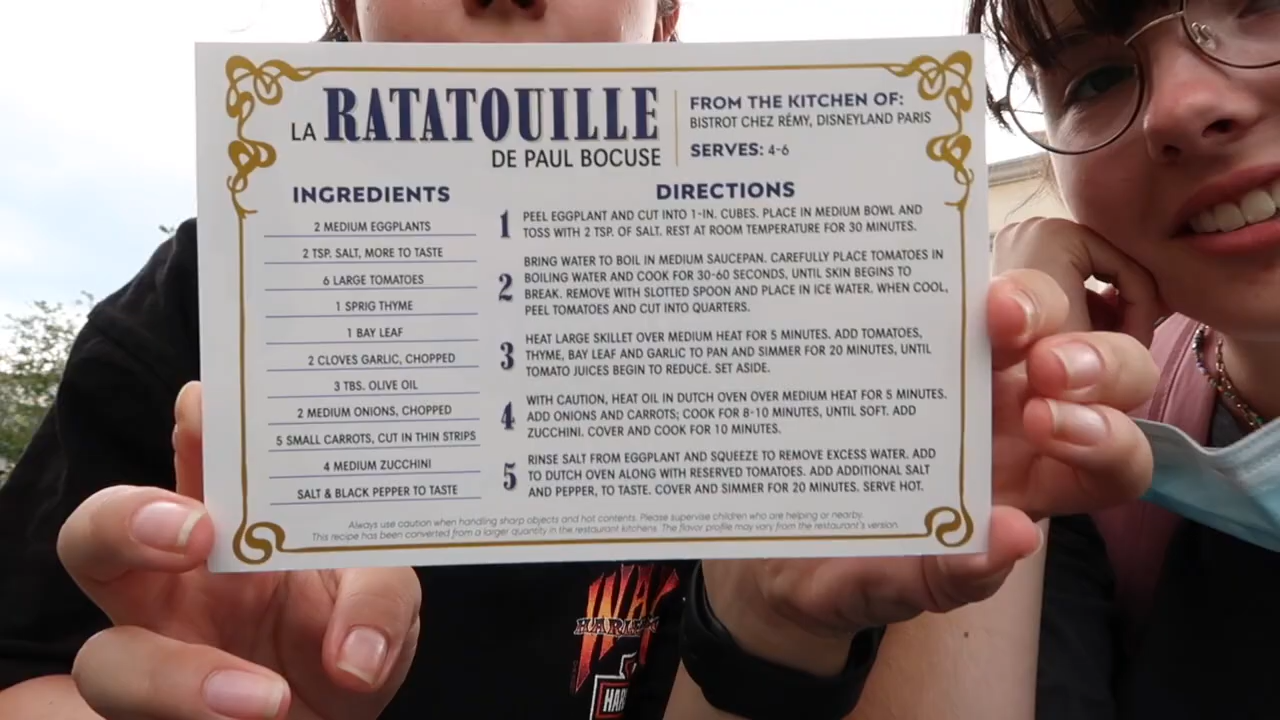 LA RATATOUILLE
DE PAUL BOCUSE
FROM THE KITCHEN OF:
BISTROT CHEZ RÉMY, DISNEYLAND PARIS
SERVES: 4-6
INGREDIENTS
2 MEDIUM EGGPLANTS
2 TSP. SALT, MORE TO TASTE
6 LARGE TOMATOES
1 SPRIG THYME
1 BAY LEAF
2 CLOVES GARLIC, CHOPPED
3 TBS. OLIVE OIL
2 MEDIUM ONIONS, CHOPPED
5 SMALL CARROTS, CUT IN THIN STRIPS
4 MEDIUM ZUCCHINI
SALT & BLACK PEPPER TO TASTE
DIRECTIONS
1 PEEL EGGPLANT AND CUT INTO 1-IN. CUBES. PLACE IN MEDIUM BOWL AND
TOSS WITH 2 TSP. OF SALT. REST AT ROOM TEMPERATURE FOR 30 MINUTES.
2 BRING WATER TO BOIL IN MEDIUM SAUCEPAN. CAREFULLY PLACE TOMATOES IN
BOILING WATER AND COOK FOR 30-60 SECONDS, UNTIL SKIN BEGINS TO
BREAK. REMOVE WITH SLOTTED SPOON AND PLACE IN ICE WATER. WHEN COOL,
PEEL TOMATOES AND CUT INTO QUARTERS.
3 HEAT LARGE SKILLET OVER MEDIUM HEAT FOR 5 MINUTES. ADD TOMATOES,
THYME, BAY LEAF AND GARLIC TO PAN AND SIMMER FOR 20 MINUTES, UNTIL
TOMATO JUICES BEGIN TO REDUCE. SET ASIDE.
4 WITH CAUTION, HEAT OIL IN DUTCH OVEN OVER MEDIUM HEAT FOR 5 MINUTES.
ADD ONIONS AND CARROTS; COOK FOR 8-10 MINUTES, UNTIL SOFT. ADD
ZUCCHINI. COVER AND COOK FOR 10 MINUTES.
5 RINSE SALT FROM EGGPLANT AND SQUEEZE TO REMOVE EXCESS WATER. ADD
TO DUTCH OVEN ALONG WITH RESERVED TOMATOES. ADD ADDITIONAL SALT
AND PEPPER, TO TASTE. COVER AND SIMMER FOR 20 MINUTES. SERVE HOT.
Always use caution when handling sharp objects and hot contents. Please supervise children who are helping or nearby.
This recipe has been converted from a larger quantity in the restaurant kitchens. The flavor profile may vary from the restaurant's version.